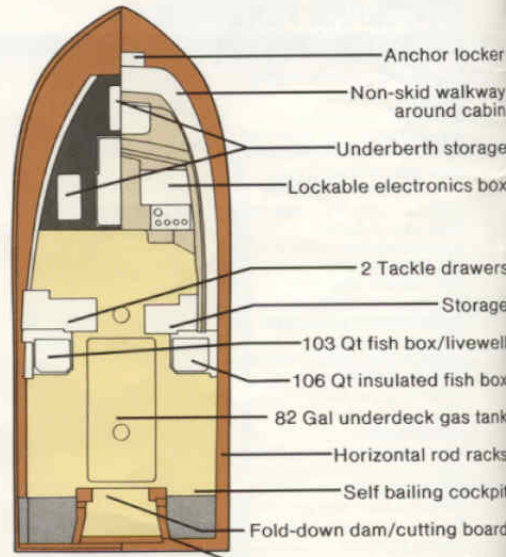 Anchor locker
Non-skid walkway
around cabin
Underberth storage
Lockable electronics box
2 Tackle drawers
Storage
103 Qt fish box/livewell
106 Qt insulated fish box
82 Gal underdeck gas tank
Horizontal rod racks
Self bailing cockpit
Fold-down dam/cutting board